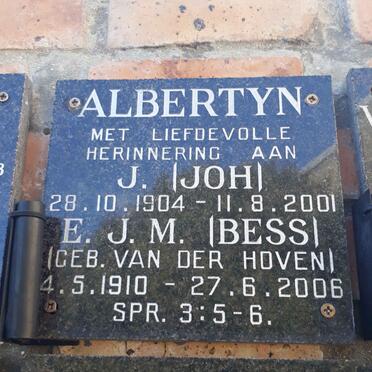 ALBERTYN
MET LIEFDEVOLLE
HERINNERING AAN
J. (JOH)
28.10.1904 - 11.8.2001
E. J. M. (BESS)
(GEB. VAN DER HOVEN)
4.5.1910 - 27.6.2006
SPR. 3:5-6.